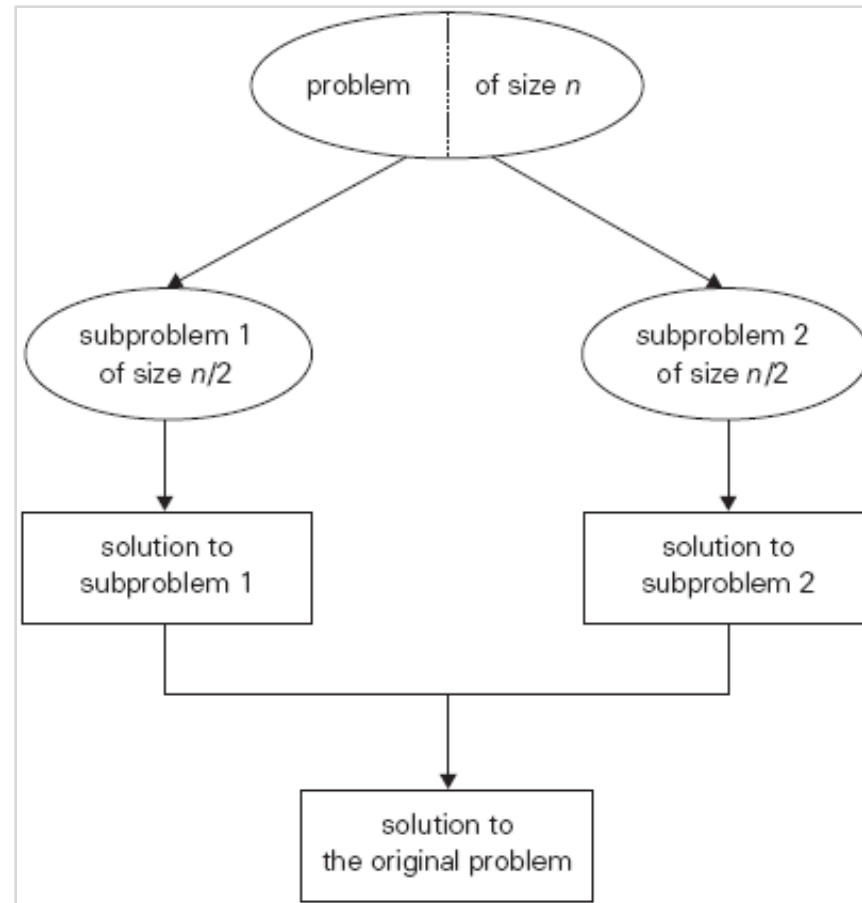 problem of size n
subproblem 1
of size n/2
subproblem 2
of size n/2
solution to
subproblem 1
solution to
subproblem 2
solution to
the original problem